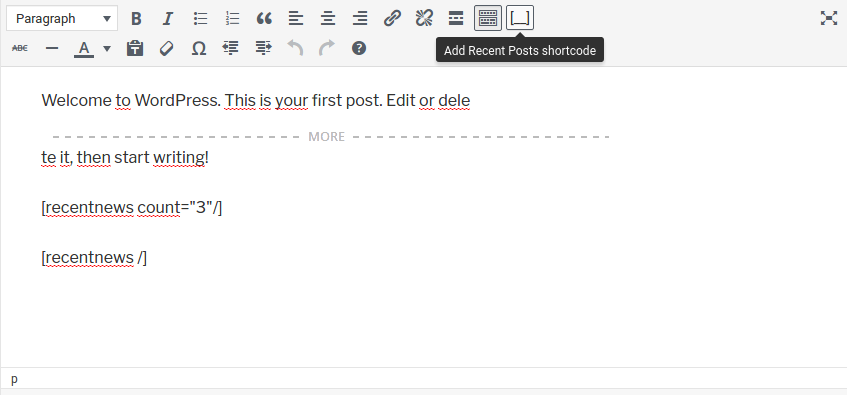 Paragraph
B I
ABC A Ω
Add Recent Posts shortcode
Welcome to WordPress. This is your first post. Edit or dele
MORE
te it, then start writing!
[recentnews count="3"/]
[recentnews /]
p